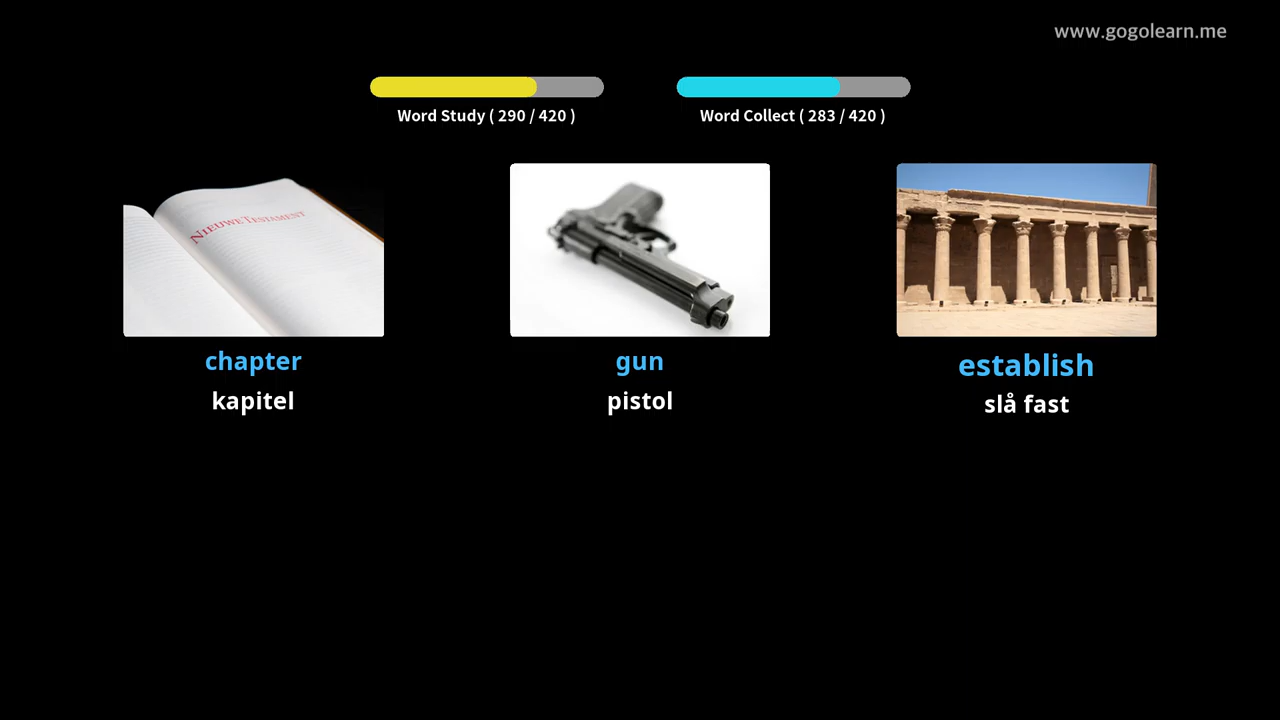 www.gogolearn.me
Word Study ( 290 / 420 )
Word Collect ( 283 / 420 )
NIEUWE TESTAMENT
chapter
gun
establish
kapitel
pistol
slå fast